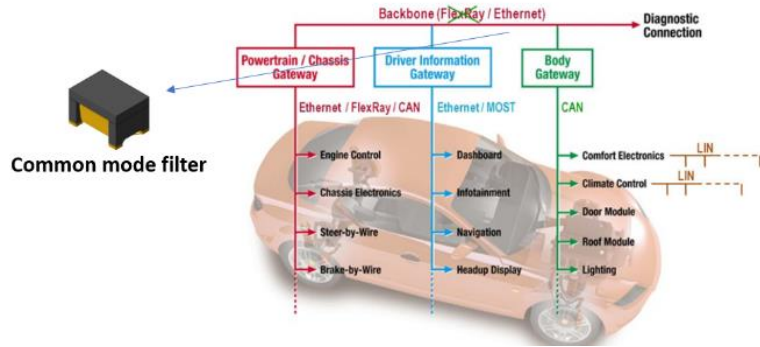 Backbone (FlexRay / Ethernet)
Diagnostic
Connection
Powertrain / Chassis
Gateway
Driver Information
Gateway
Body
Gateway
Ethernet / FlexRay / CAN
Ethernet / MOST
CAN
Common mode filter
Engine Control
Dashboard
Comfort Electronics
LIN
Chassis Electronics
Infotainment
Climate Control
LIN
Door Module
Steer-by-Wire
Navigation
Roof Module
Brake-by-Wire
Headup Display
Lighting